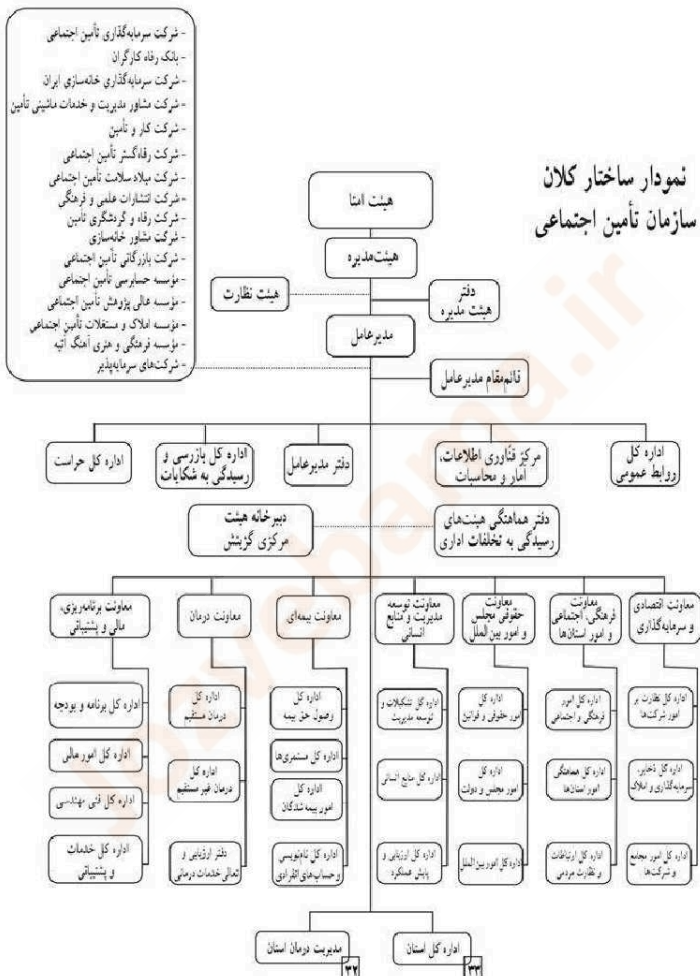 نمودار ساختار کلان
سازمان تأمین اجتماعی
- شرکت سرمایه‌گذاری تأمین اجتماعی
- بانک رفاه کارگران
- شرکت سرمایه‌گذاری خانه‌سازی ایران
- شرکت مشاور مدیریت و خدمات ماشینی تأمین
- شرکت کار و تأمین
- شرکت رفاه‌گستر تأمین اجتماعی
- شرکت میلاد سلامت تأمین اجتماعی
- شرکت انتشارات علمی و فرهنگی
- شرکت رفاه و گردشگری تأمین
- شرکت مشاور خانه‌سازی
- شرکت بازرگانی تأمین اجتماعی
- مؤسسه حسابرسی تأمین اجتماعی
- مؤسسه عالی پژوهش تأمین اجتماعی
- مؤسسه املاک و مستغلات تأمین اجتماعی
- مؤسسه فرهنگی و هنری آهنگ آتیه
- شرکت‌های سرمایه‌پذیر
هیئت امنا
هیئت‌مدیره
دفتر
هیئت مدیره
هیئت نظارت
مدیرعامل
قائم‌مقام مدیرعامل
اداره کل
روابط عمومی
مرکز فنّاوری اطلاعات،
آمار و محاسبات
دفتر مدیرعامل
اداره کل بازرسی و
رسیدگی به شکایات
اداره کل حراست
دفتر هماهنگی هیئت‌های
رسیدگی به تخلفات اداری
دبیرخانه هیئت
مرکزی گزینش
معاونت اقتصادی
و سرمایه‌گذاری
معاونت
فرهنگی، اجتماعی
و امور استان‌ها
معاونت
حقوقی مجلس
و امور بین الملل
معاونت توسعه
مدیریت و منابع
انسانی
معاونت بیمه‌ای
معاونت درمان
معاونت برنامه‌ریزی،
مالی و پشتیبانی
اداره کل نظارت بر
امور شرکت‌ها
اداره کل ذخایر،
سرمایه‌گذاری و املاک
اداره کل امور مجامع
و شرکت‌ها
اداره کل امور
فرهنگی و اجتماعی
اداره کل هماهنگی
امور استان‌ها
اداره کل ارتباطات
و نظارت مردمی
اداره کل
امور حقوقی و قوانین
اداره کل
امور مجلس و دولت
اداره کل امور بین الملل
اداره کل تشکیلات و
توسعه مدیریت
اداره کل منابع انسانی
اداره کل ارزیابی و
پایش عملکرد
اداره کل
وصول حق بیمه
اداره کل مستمری‌ها
اداره کل
امور بیمه شدگان
اداره کل نام‌نویسی
و حساب‌های انفرادی
اداره کل
درمان مستقیم
اداره کل
درمان غیر مستقیم
دفتر ارزیابی و
تعالی خدمات درمانی
اداره کل برنامه و بودجه
اداره کل امور مالی
اداره کل فنی مهندسی
اداره کل خدمات
و پشتیبانی
اداره کل استان
۳۳
مدیریت درمان استان
۳۲
Jozvebama.ir